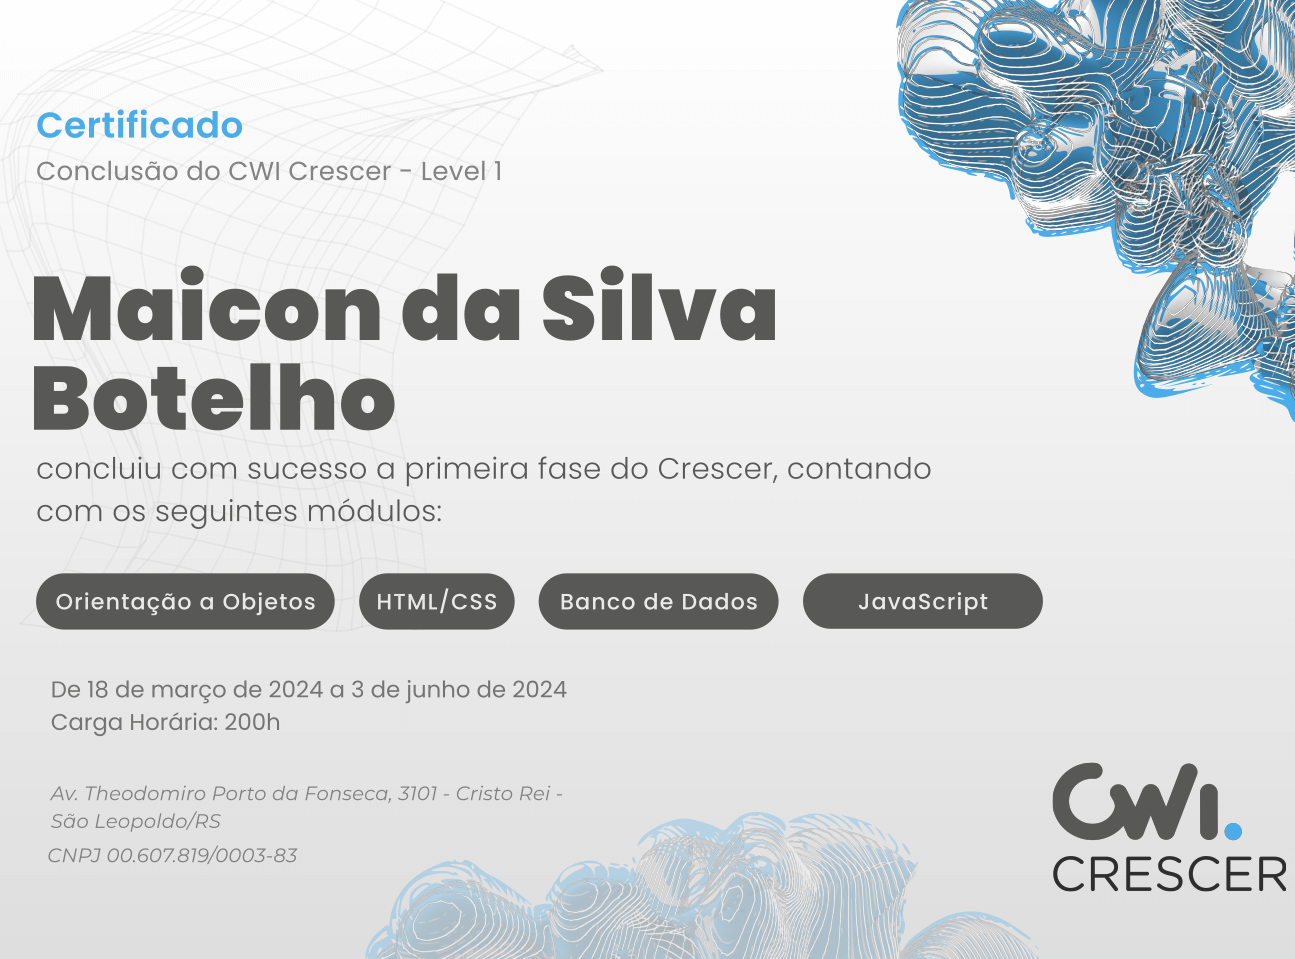 Certificado
Conclusão do CWI Crescer - Level 1
Maicon da Silva
Botelho
concluiu com sucesso a primeira fase do Crescer, contando
com os seguintes módulos:
Orientação a Objetos HTML/CSS Banco de Dados JavaScript
De 18 de março de 2024 a 3 de junho de 2024
Carga Horária: 200h
Av. Theodomiro Porto da Fonseca, 3101 - Cristo Rei -
São Leopoldo/RS
CNPJ 00.607.819/0003-83
CWI.
CRESCER